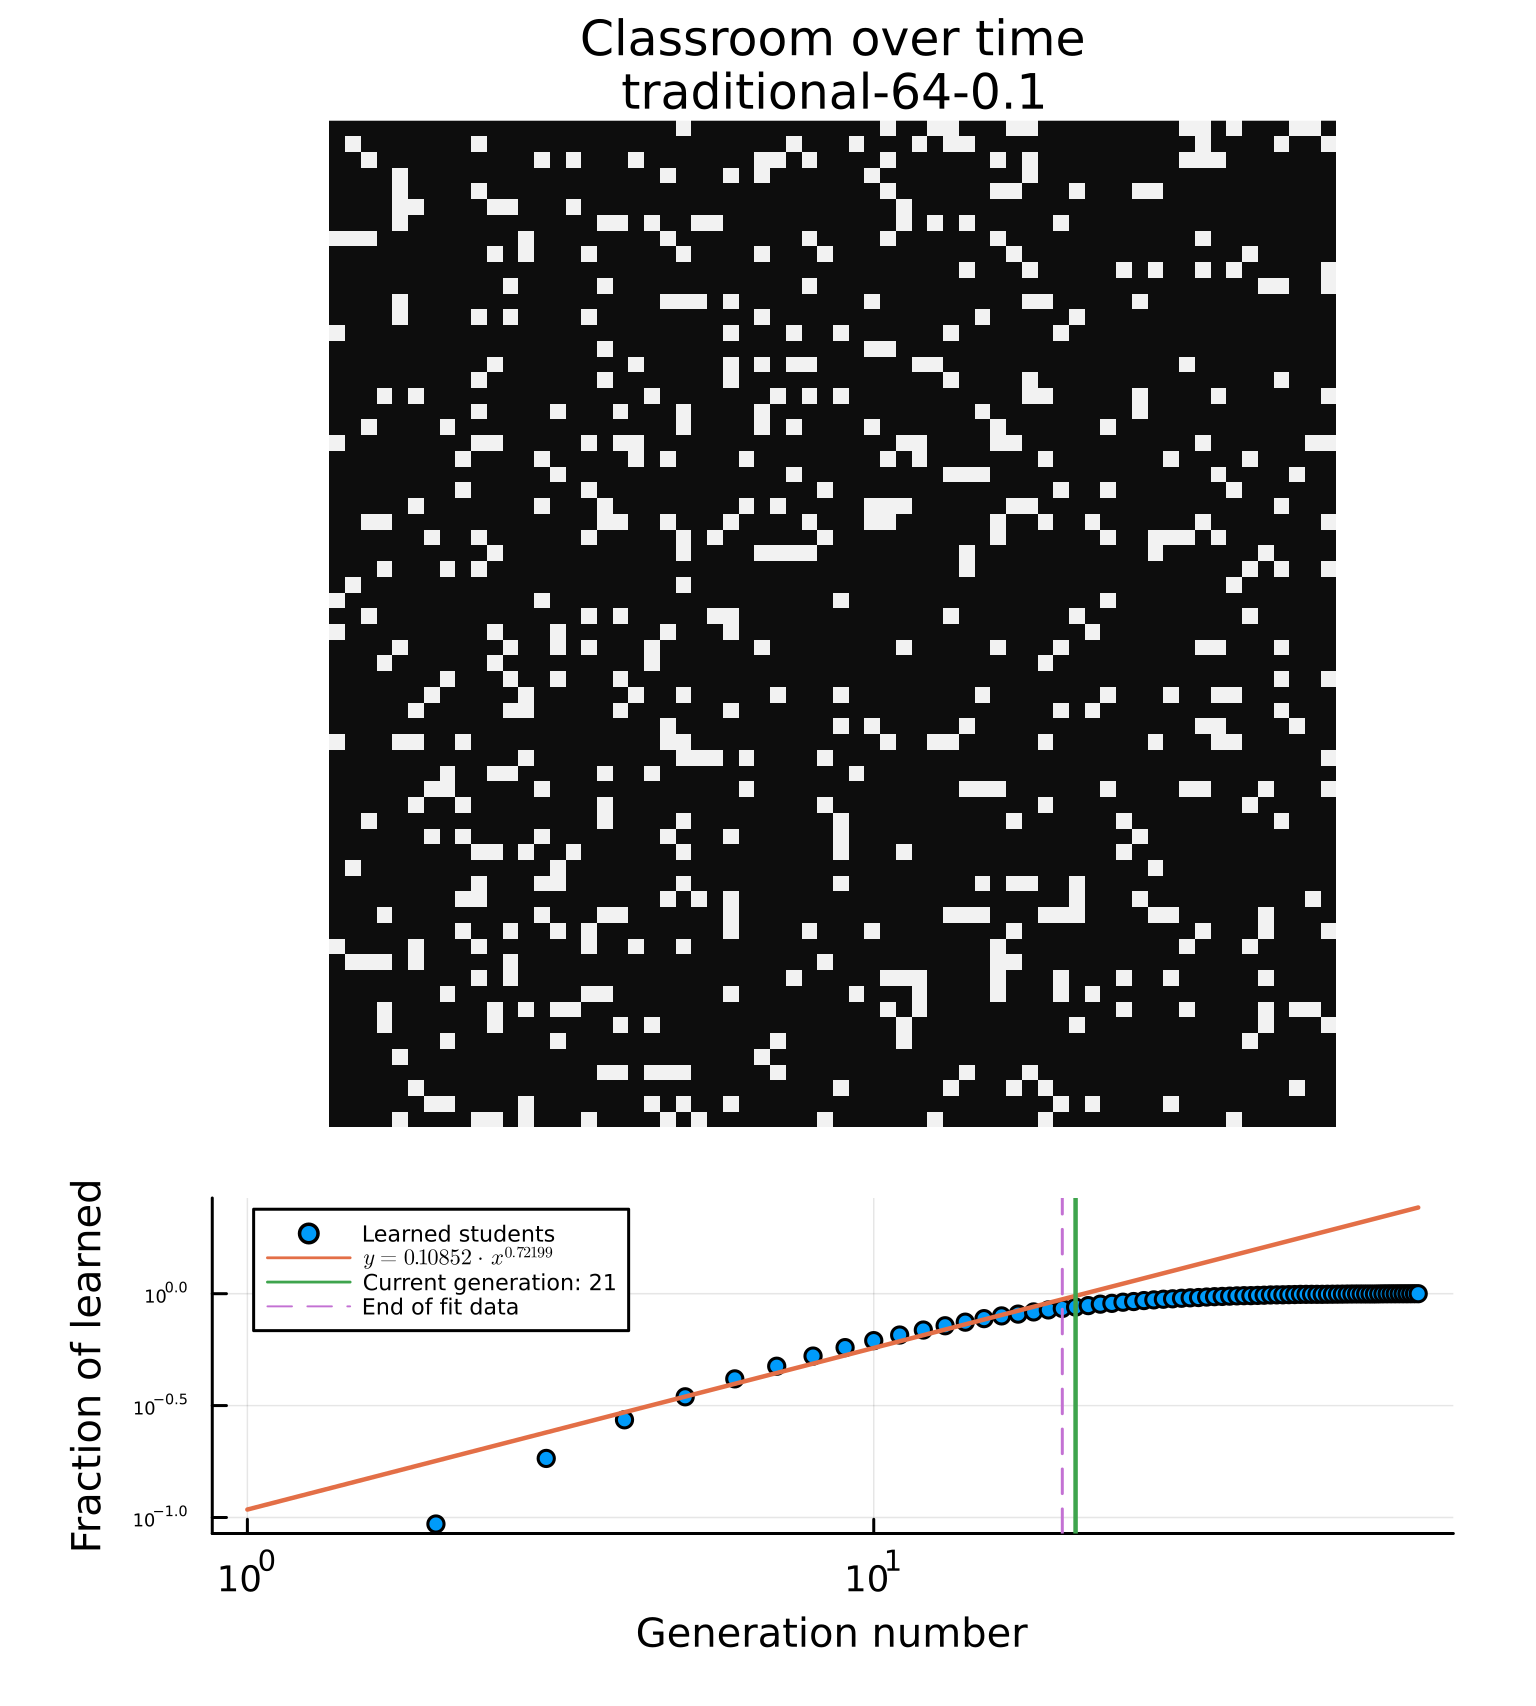 Classroom over time
traditional-64-0.1
Fraction of learned
Learned students
y = 0.10852 · x^0.72199
Current generation: 21
End of fit data
10^0.0
10^−0.5
10^−1.0
10^0
10^1
Generation number